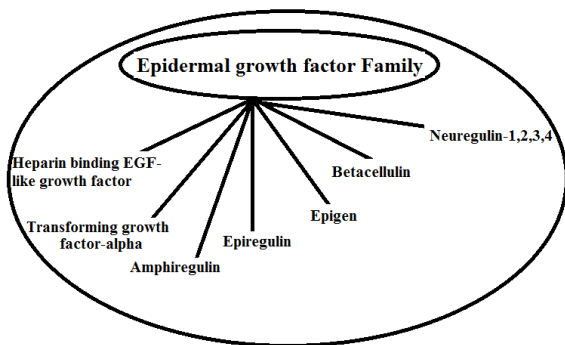 Epidermal growth factor Family
Neuregulin-1,2,3,4
Heparin binding EGF-
like growth factor
Betacellulin
Epigen
Transforming growth
factor-alpha
Epiregulin
Amphiregulin